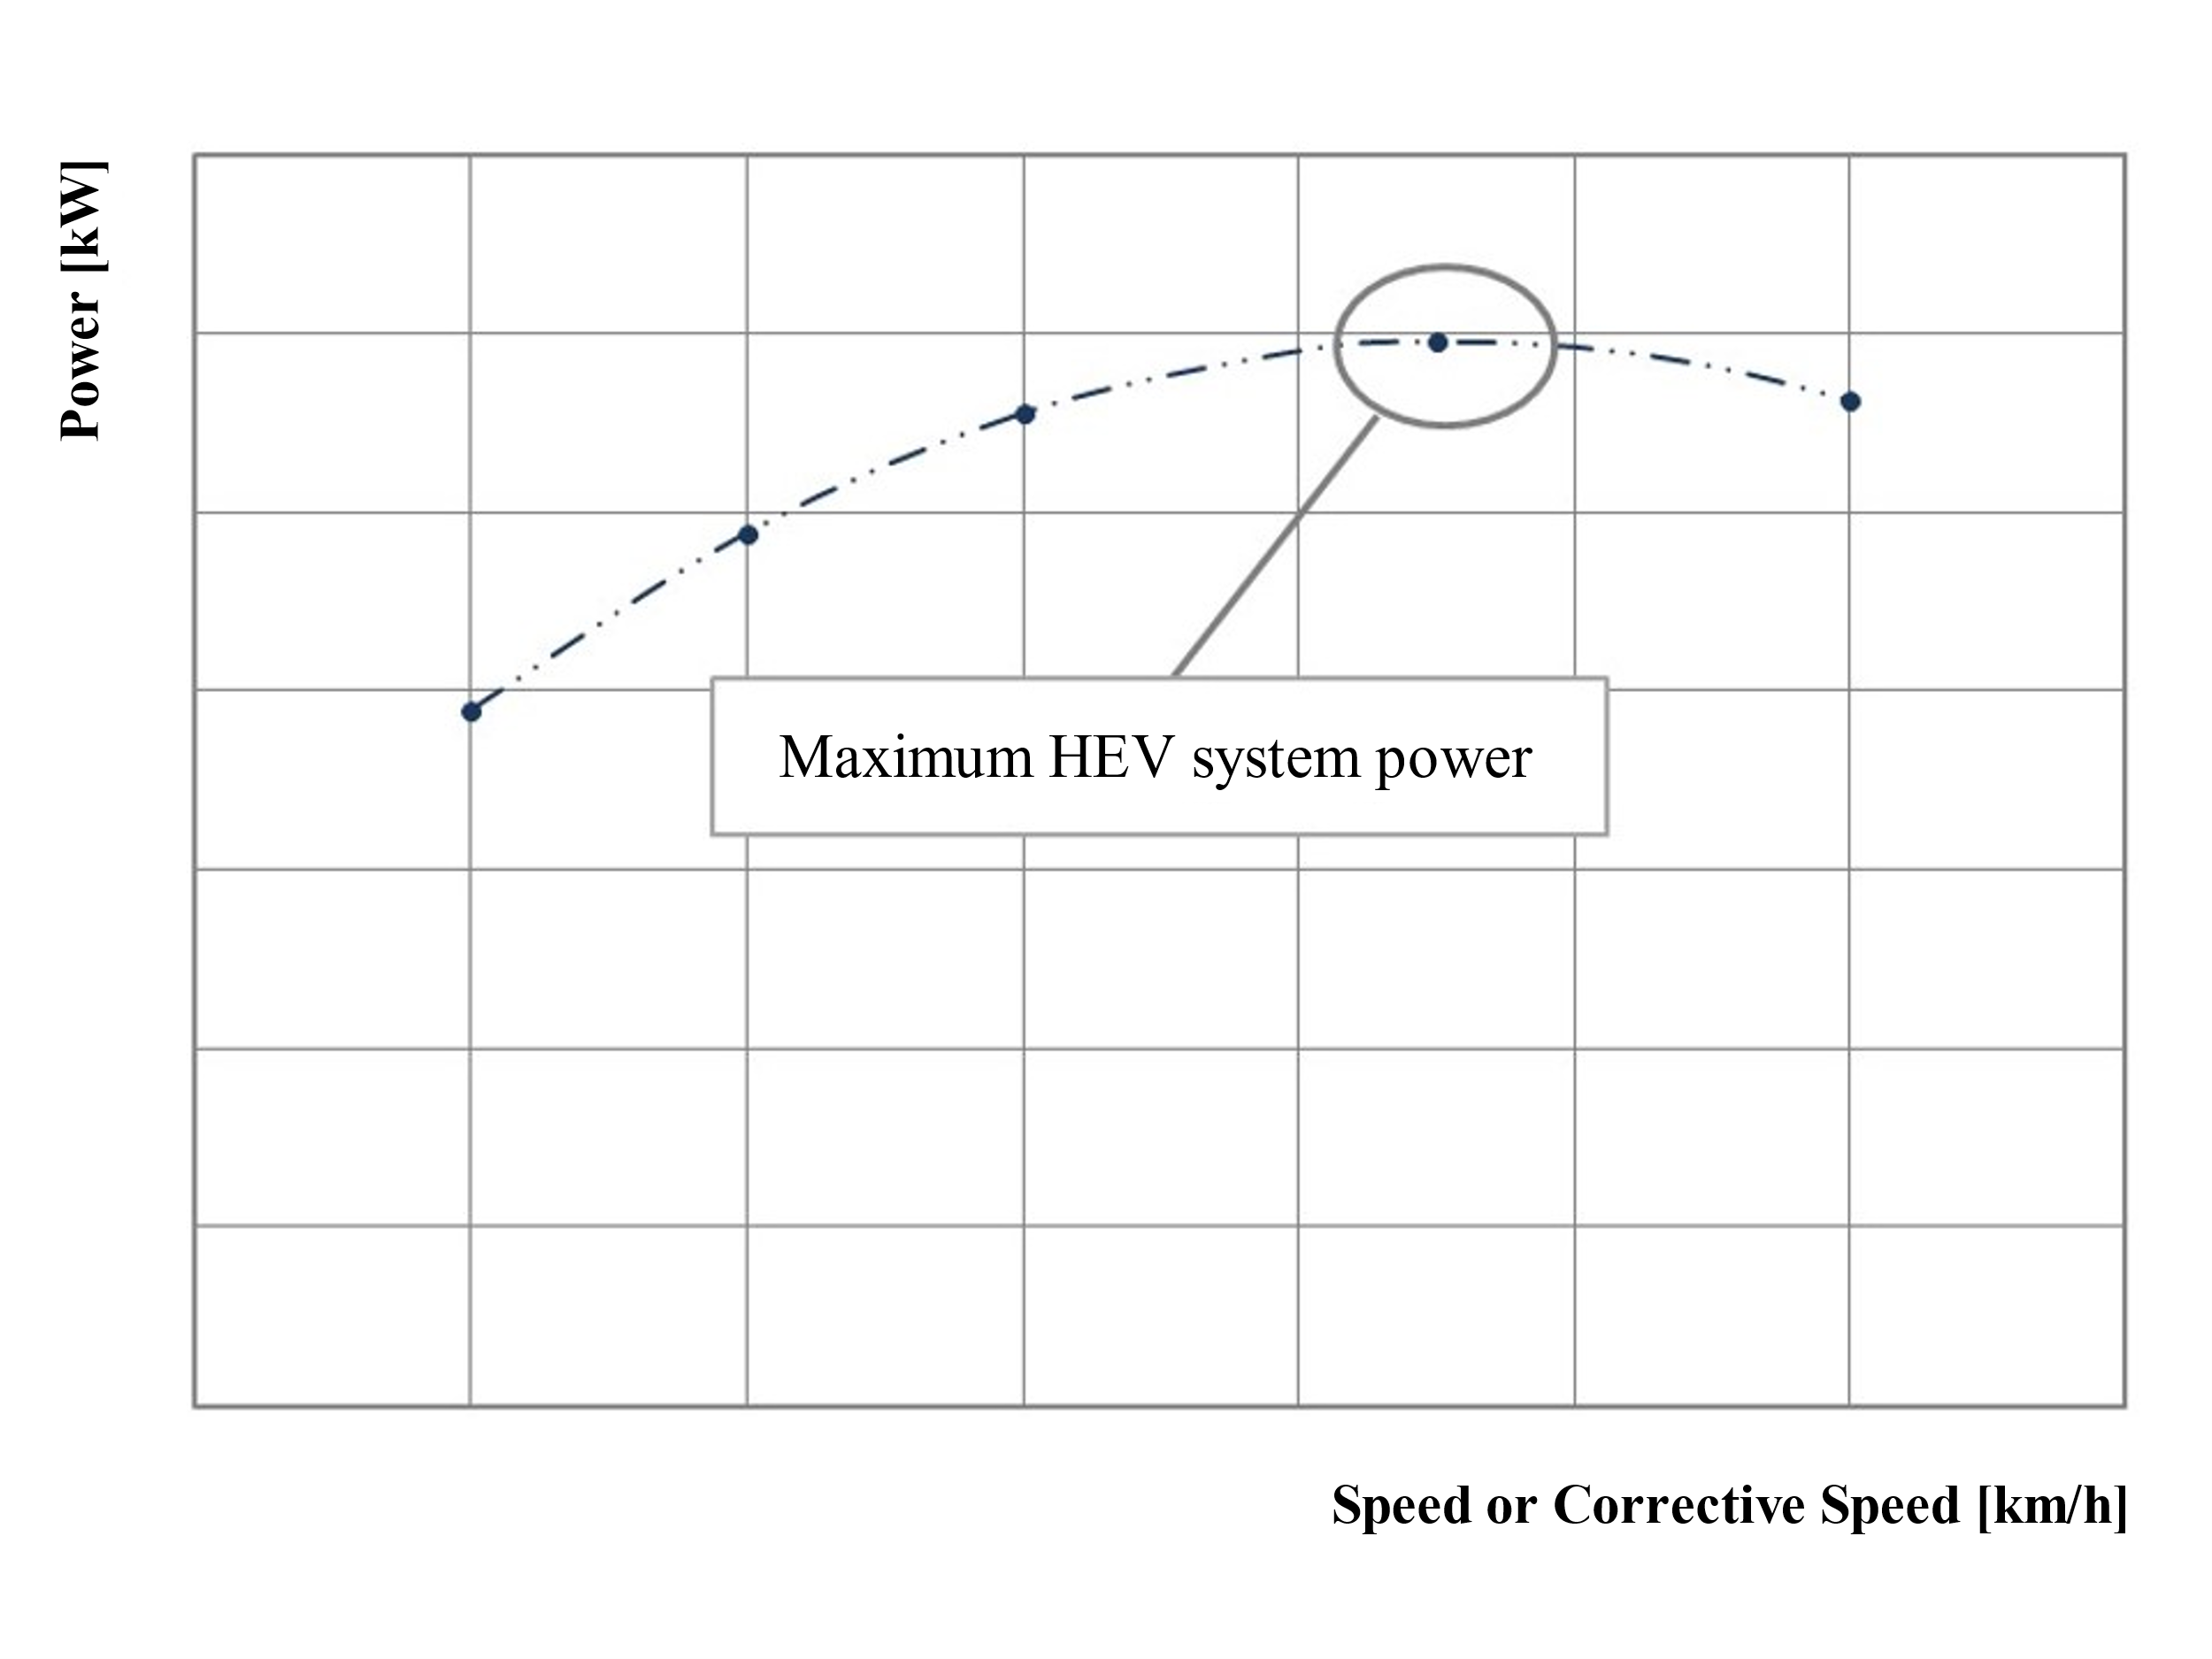 Power [kW]
Maximum HEV system power
Speed or Corrective Speed [km/h]